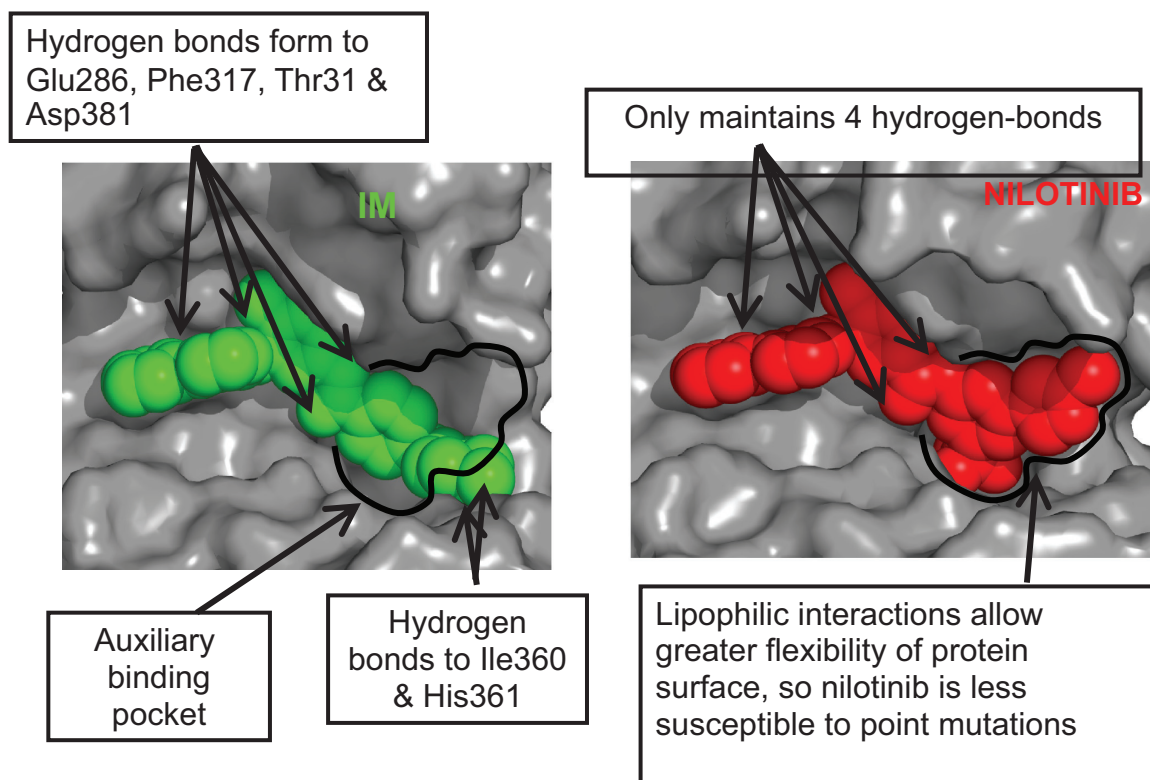 Hydrogen bonds form to
Glu286, Phe317, Thr31 &
Asp381
Only maintains 4 hydrogen-bonds
IM
NILOTINIB
Auxiliary
binding
pocket
Hydrogen
bonds to Ile360
& His361
Lipophilic interactions allow
greater flexibility of protein
surface, so nilotinib is less
susceptible to point mutations